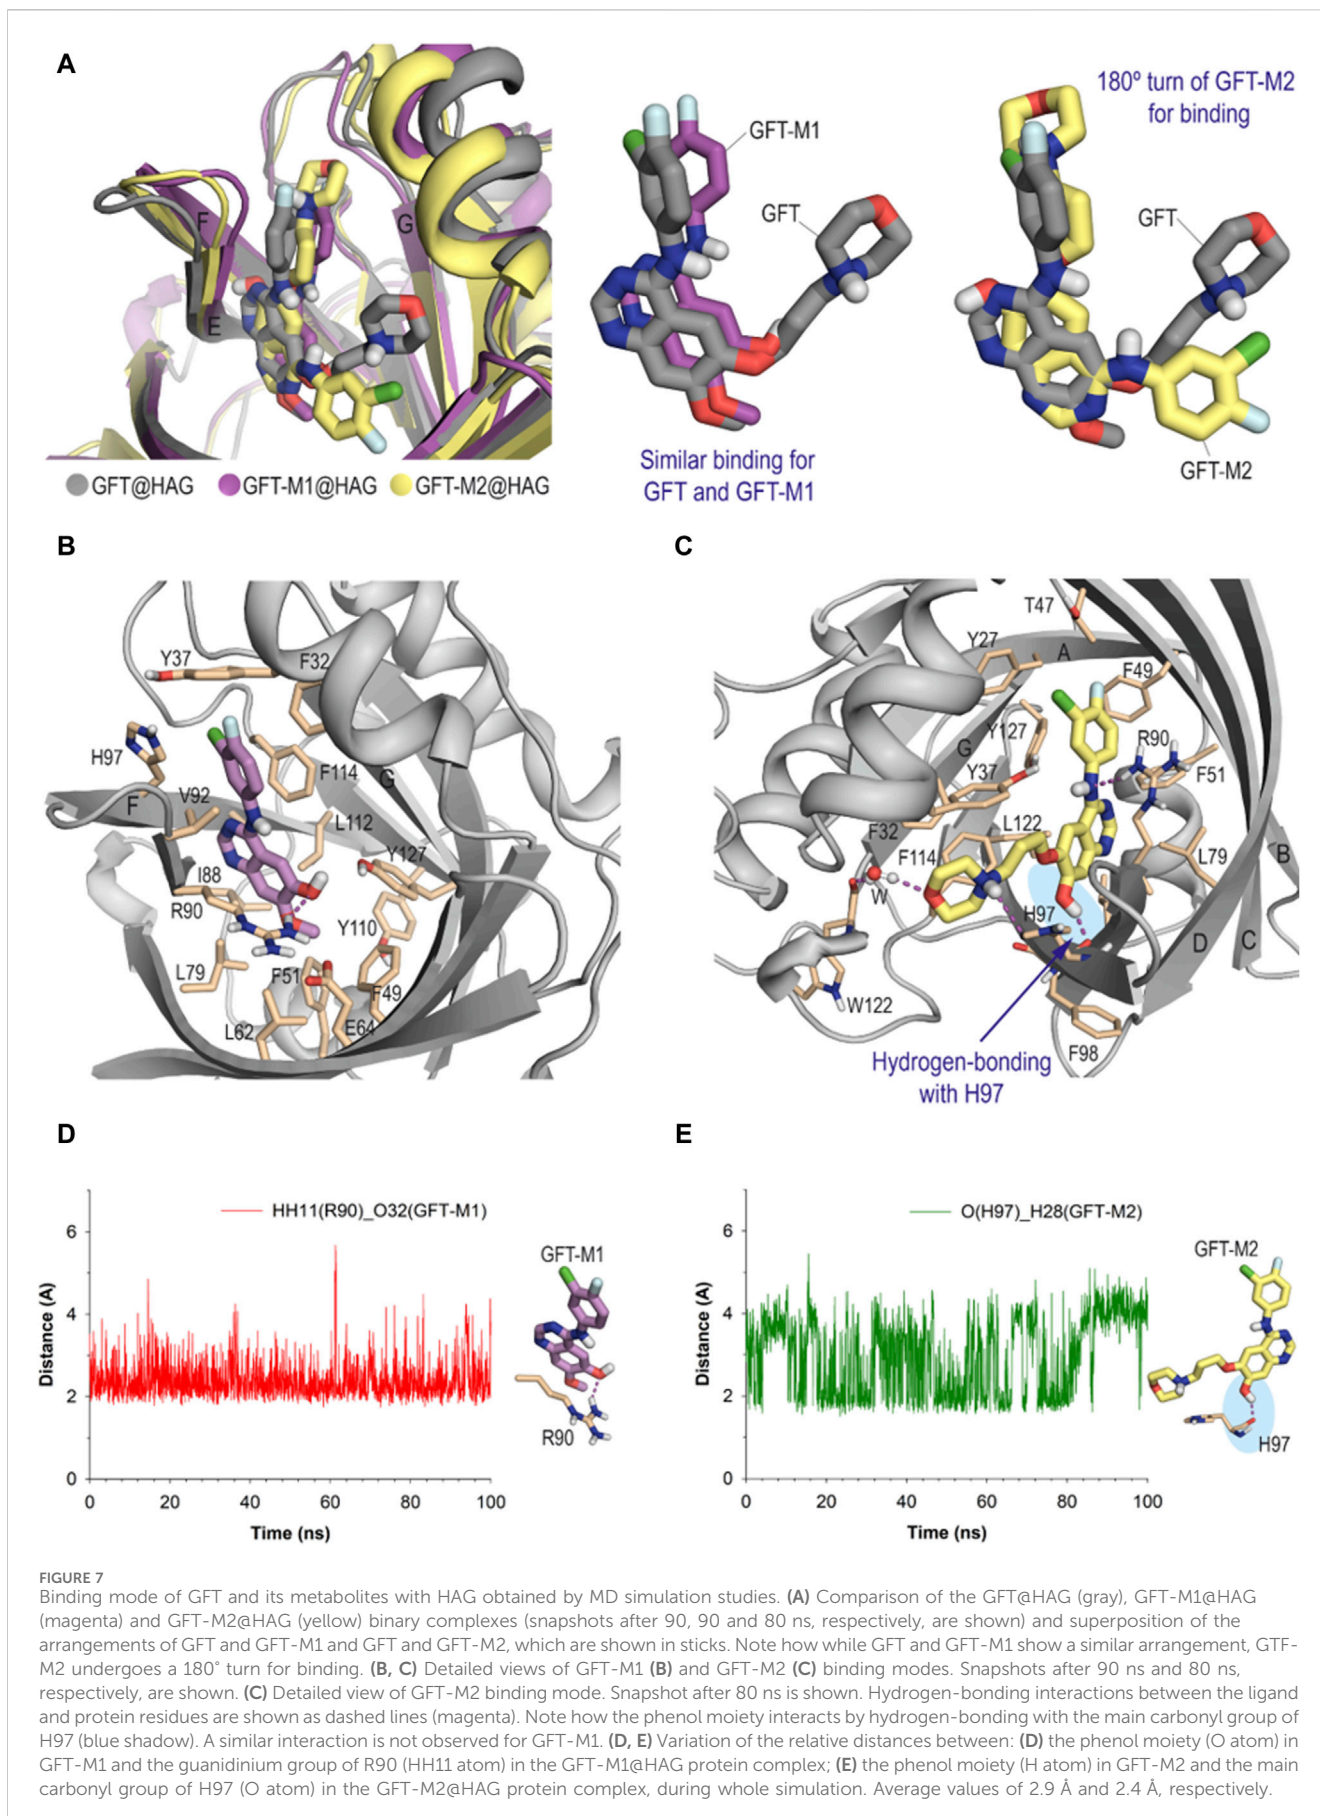 A
F
G
E
GFT-M1
GFT
Similar binding for
GFT and GFT-M1
180º turn of GFT-M2
for binding
GFT
GFT-M2
GFT@HAG GFT-M1@HAG GFT-M2@HAG
B
Y37
F32
H97
F114
G
F
V92
L112
Y127
I88
R90
Y110
L79
F51
F49
L62
E64
C
T47
Y27
A
F49
Y127
R90
G
Y37
F51
F32
L122
F114
L79
B
W
H97
D
C
W122
F98
Hydrogen-bonding
with H97
D
HH11(R90)_O32(GFT-M1)
Distance (A)
6
4
2
0
0 20 40 60 80 100
Time (ns)
GFT-M1
R90
E
O(H97)_H28(GFT-M2)
Distance (A)
6
4
2
0
0 20 40 60 80 100
Time (ns)
GFT-M2
H97
FIGURE 7
Binding mode of GFT and its metabolites with HAG obtained by MD simulation studies. (A) Comparison of the GFT@HAG (gray), GFT-M1@HAG
(magenta) and GFT-M2@HAG (yellow) binary complexes (snapshots after 90, 90 and 80 ns, respectively, are shown) and superposition of the
arrangements of GFT and GFT-M1 and GFT and GFT-M2, which are shown in sticks. Note how while GFT and GFT-M1 show a similar arrangement, GTF-
M2 undergoes a 180° turn for binding. (B, C) Detailed views of GFT-M1 (B) and GFT-M2 (C) binding modes. Snapshots after 90 ns and 80 ns,
respectively, are shown. (C) Detailed view of GFT-M2 binding mode. Snapshot after 80 ns is shown. Hydrogen-bonding interactions between the ligand
and protein residues are shown as dashed lines (magenta). Note how the phenol moiety interacts by hydrogen-bonding with the main carbonyl group of
H97 (blue shadow). A similar interaction is not observed for GFT-M1. (D, E) Variation of the relative distances between: (D) the phenol moiety (O atom) in
GFT-M1 and the guanidinium group of R90 (HH11 atom) in the GFT-M1@HAG protein complex; (E) the phenol moiety (H atom) in GFT-M2 and the main
carbonyl group of H97 (O atom) in the GFT-M2@HAG protein complex, during whole simulation. Average values of 2.9 Å and 2.4 Å, respectively.